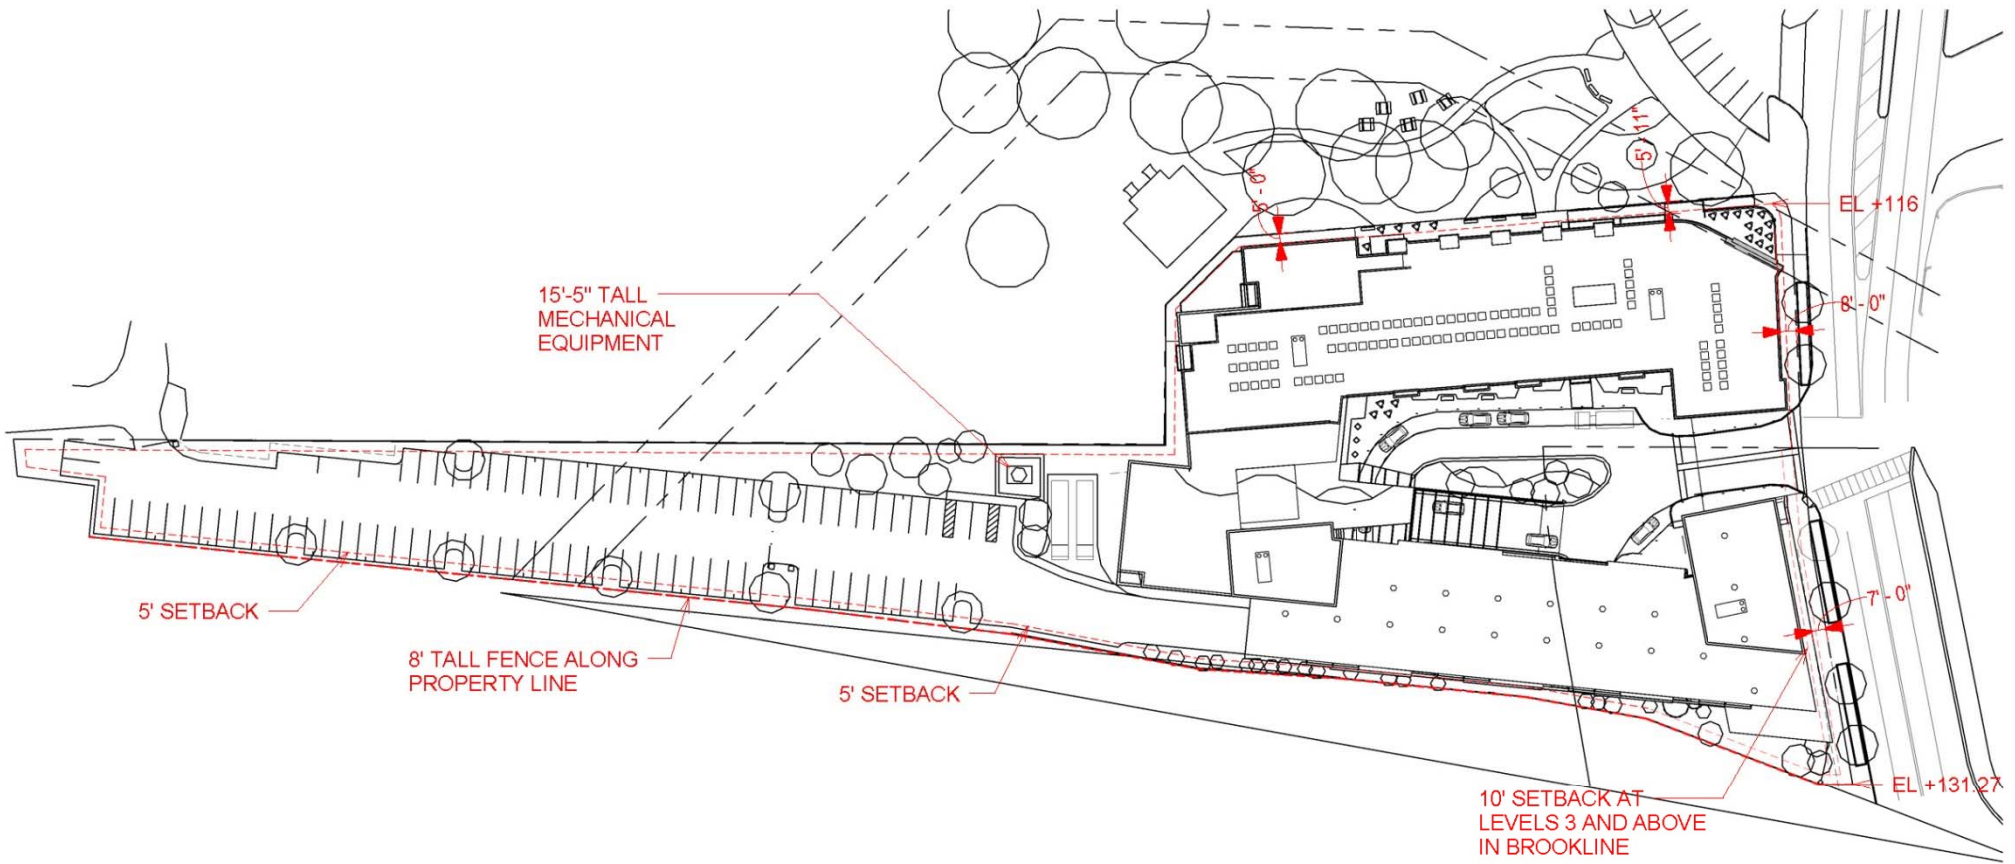 5' - 11"
5' - 0"
EL +116
15'-5" TALL
MECHANICAL
EQUIPMENT
8' - 0"
5' SETBACK
7' - 0"
8' TALL FENCE ALONG
PROPERTY LINE
5' SETBACK
EL +131.27
10' SETBACK AT
LEVELS 3 AND ABOVE
IN BROOKLINE